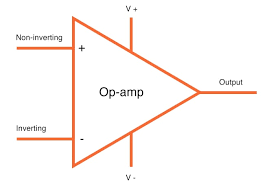 V +
Non-inverting
+
Output
Op-amp
Inverting
-
V -